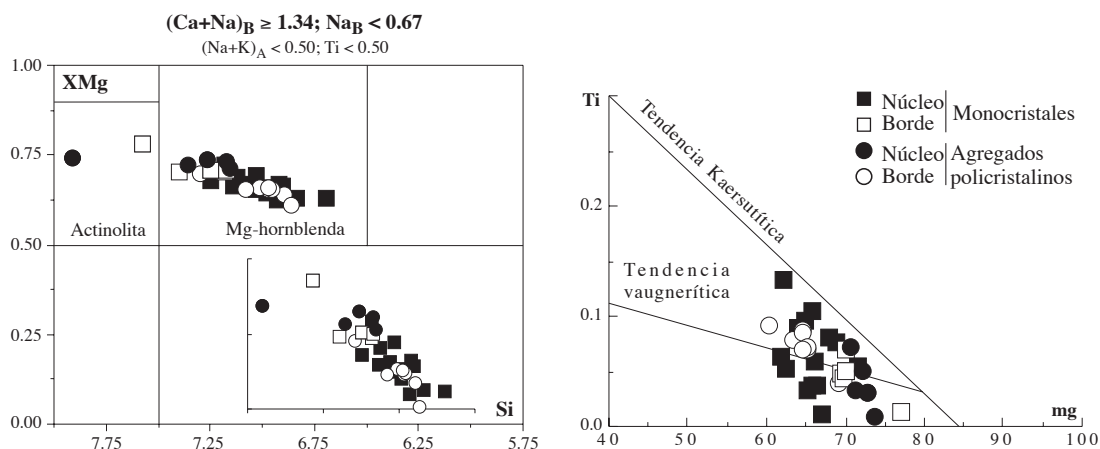 (Ca+Na)B ≥ 1.34; NaB < 0.67
(Na+K)A < 0.50; Ti < 0.50
1.00
XMg
0.75
Actinolita
Mg-hornblenda
0.50
0.25
Si
0.00
7.75
7.25
6.75
6.25
5.75
Ti
Tendencia Kaersutítica
Núcleo
Borde
Monocristales
Núcleo
Borde
Agregados
policristalinos
0.2
Tendencia
vaugnerítica
0.1
mg
0.0
40
50
60
70
80
90
100